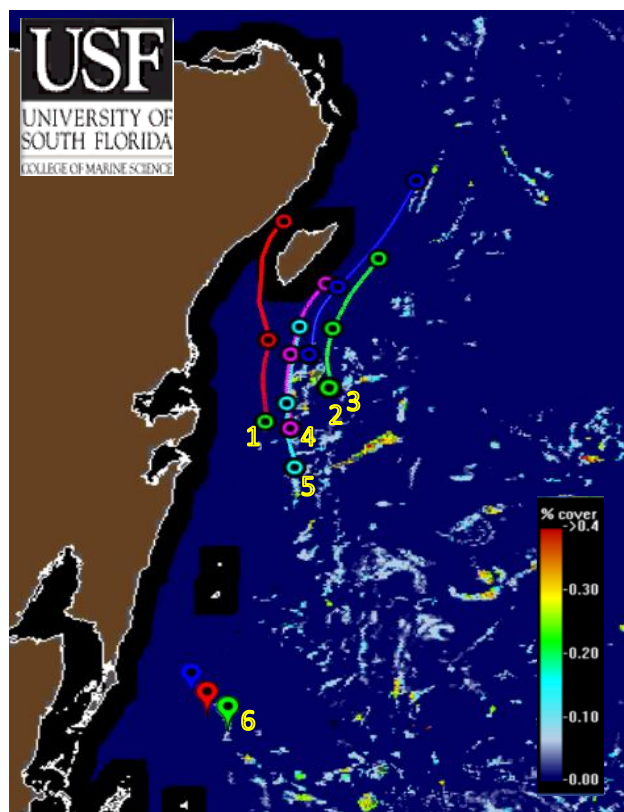 USF
UNIVERSITY OF
SOUTH FLORIDA
COLLEGE OF MARINE SCIENCE
1
2
3
4
5
6
% cover
->0.4
-0.30
-0.20
-0.10
-0.00